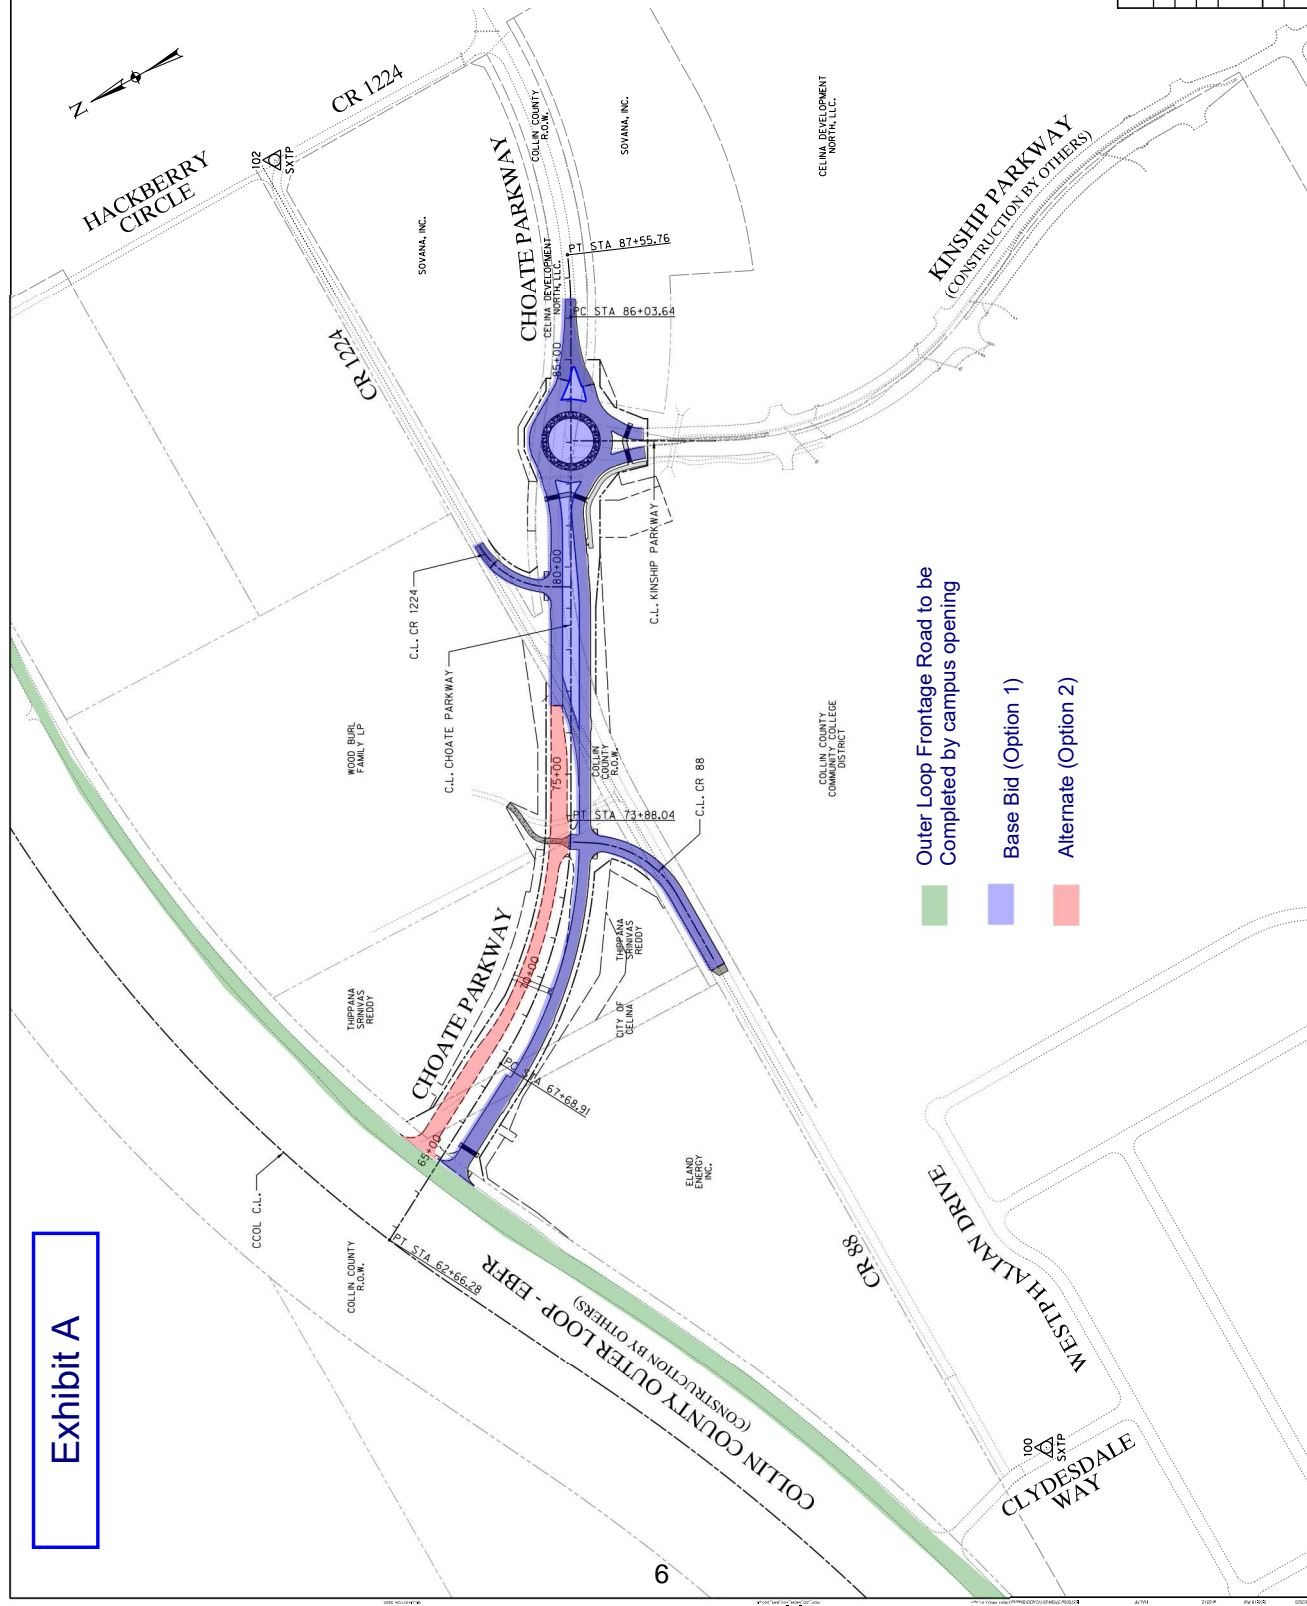 Exhibit A
N
HACKBERRY
CIRCLE
CR 1224
102
SXTP
CR 1224
SOVANA, INC.
CHOATE PARKWAY
COLLIN COUNTY
R.O.W.
SOVANA, INC.
CELINA DEVELOPMENT
NORTH, LLC.
CELINA DEVELOPMENT
NORTH, LLC.
KINSHIP PARKWAY
(CONSTRUCTION BY OTHERS)
PT STA 87+55.76
PC STA 86+03.64
85+00
80+00
C.L. CR 1224
C.L. CHOATE PARKWAY
C.L. KINSHIP PARKWAY
WOOD BURL
FAMILY LP
75+00
COLLIN
COUNTY
R.O.W.
PT STA 73+88.04
C.L. CR 88
COLLIN COUNTY
COMMUNITY COLLEGE
DISTRICT
Outer Loop Frontage Road to be
Completed by campus opening
Base Bid (Option 1)
Alternate (Option 2)
THIPPANA
SRINIVAS
REDDY
CHOATE PARKWAY
70+00
THIPPANA
SRINIVAS
REDDY
CITY OF
CELINA
PC STA 67+68.91
65+00
ELAND
ENERGY
INC.
CCOL C.L.
COLLIN COUNTY
R.O.W.
PT STA 62+66.28
COLLIN COUNTY OUTER LOOP - EBFR
(CONSTRUCTION BY OTHERS)
CR 88
WESTPHALIAN DRIVE
100
SXTP
CLYDESDALE
WAY
6